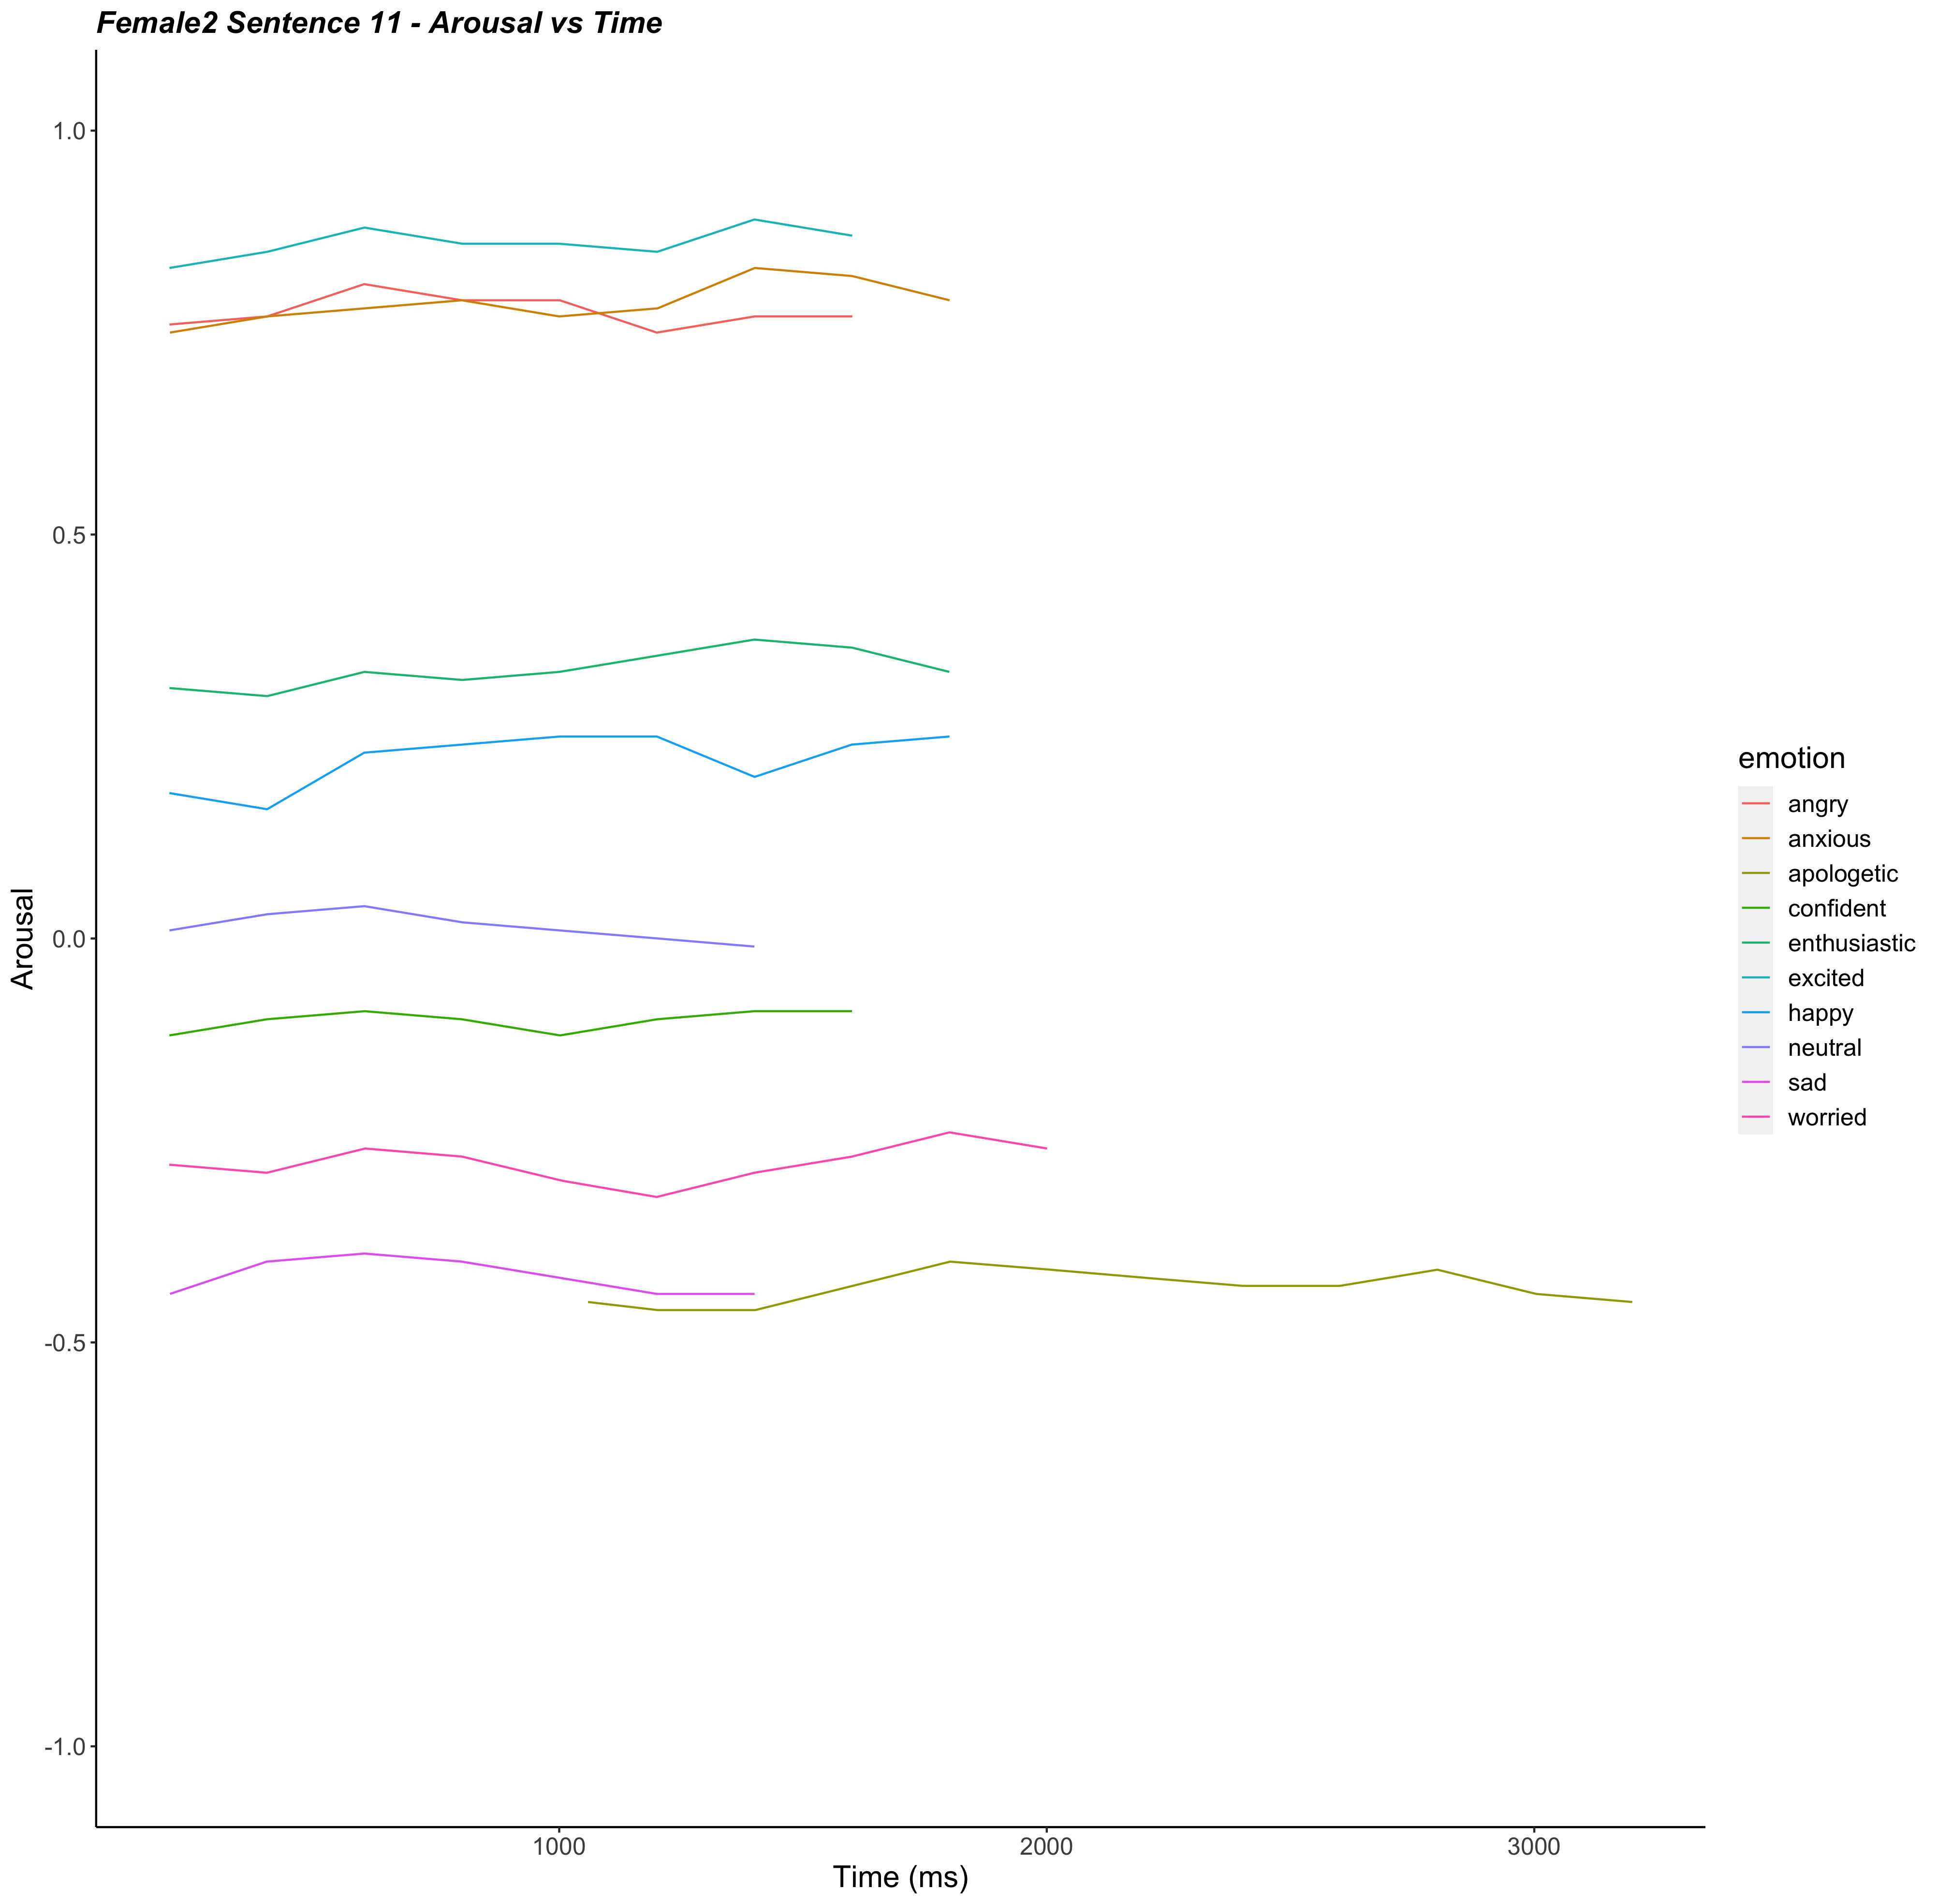 Female2 Sentence 11 - Arousal vs Time
1.0
0.5
0.0
-0.5
-1.0
Arousal
1000
2000
3000
Time (ms)
emotion
angry
anxious
apologetic
confident
enthusiastic
excited
happy
neutral
sad
worried